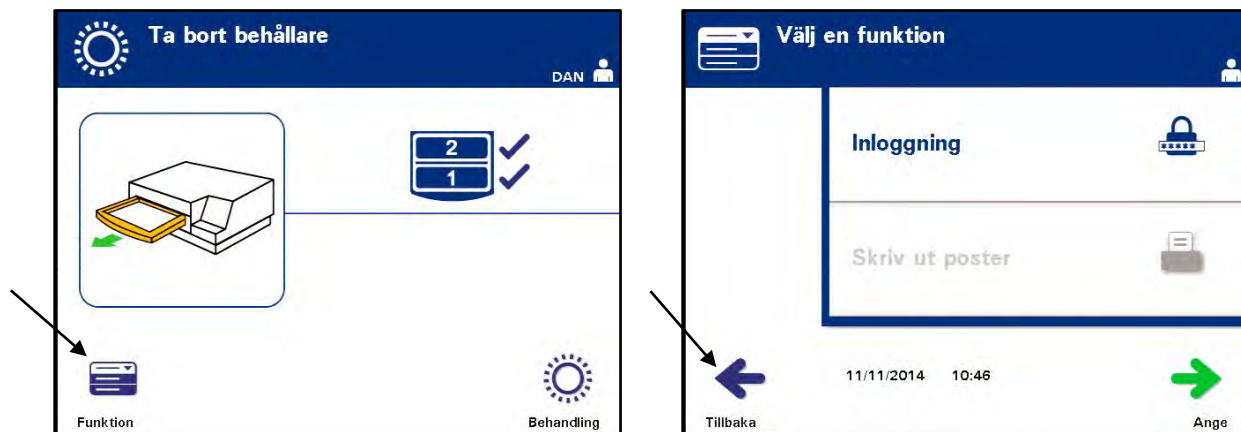 Ta bort behållare
DAN
2
1
Funktion
Behandling
Välj en funktion
Inloggning
*****
Skriv ut poster
11/11/2014 10:46
Tillbaka
Ange